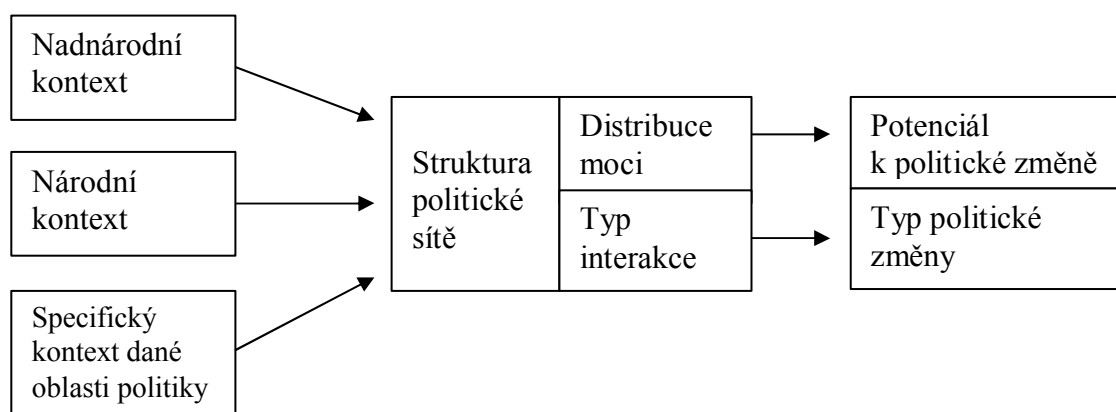 Nadnárodní
kontext
Národní
kontext
Specifický
kontext dané
oblasti politiky
Struktura
politické
sítě
Distribuce
moci
Typ
interakce
Potenciál
k politické změně
Typ politické
změny